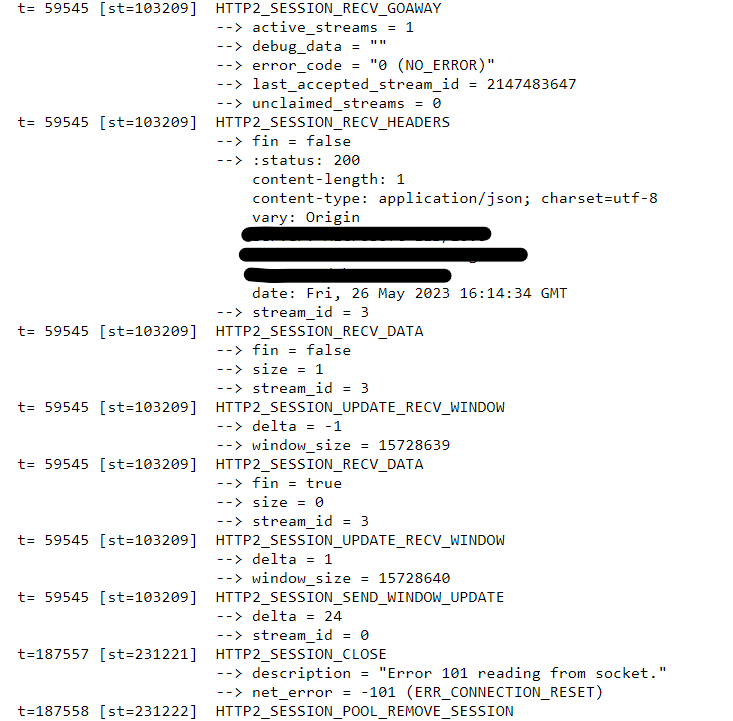 t= 59545 [st=103209]  HTTP2_SESSION_RECV_GOAWAY
--> active_streams = 1
--> debug_data = ""
--> error_code = "0 (NO_ERROR)"
--> last_accepted_stream_id = 2147483647
--> unclaimed_streams = 0
t= 59545 [st=103209]  HTTP2_SESSION_RECV_HEADERS
--> fin = false
--> :status: 200
content-length: 1
content-type: application/json; charset=utf-8
vary: Origin
date: Fri, 26 May 2023 16:14:34 GMT
--> stream_id = 3
t= 59545 [st=103209]  HTTP2_SESSION_RECV_DATA
--> fin = false
--> size = 1
--> stream_id = 3
t= 59545 [st=103209]  HTTP2_SESSION_UPDATE_RECV_WINDOW
--> delta = -1
--> window_size = 15728639
t= 59545 [st=103209]  HTTP2_SESSION_RECV_DATA
--> fin = true
--> size = 0
--> stream_id = 3
t= 59545 [st=103209]  HTTP2_SESSION_UPDATE_RECV_WINDOW
--> delta = 1
--> window_size = 15728640
t= 59545 [st=103209]  HTTP2_SESSION_SEND_WINDOW_UPDATE
--> delta = 24
--> stream_id = 0
t=187557 [st=231221]  HTTP2_SESSION_CLOSE
--> description = "Error 101 reading from socket."
--> net_error = -101 (ERR_CONNECTION_RESET)
t=187558 [st=231222]  HTTP2_SESSION_POOL_REMOVE_SESSION